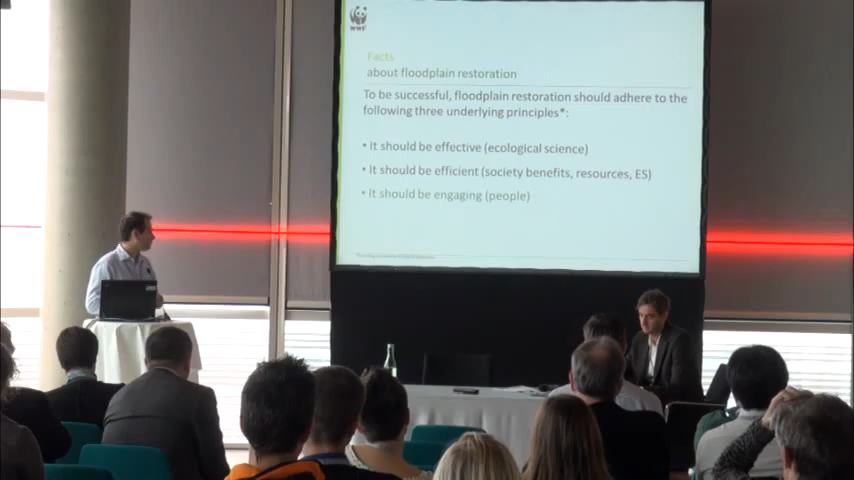 WWF
Facts
about floodplain restoration
To be successful, floodplain restoration should adhere to the
following three underlying principles*:
• It should be effective (ecological science)
• It should be efficient (society benefits, resources, ES)
• It should be engaging (people)